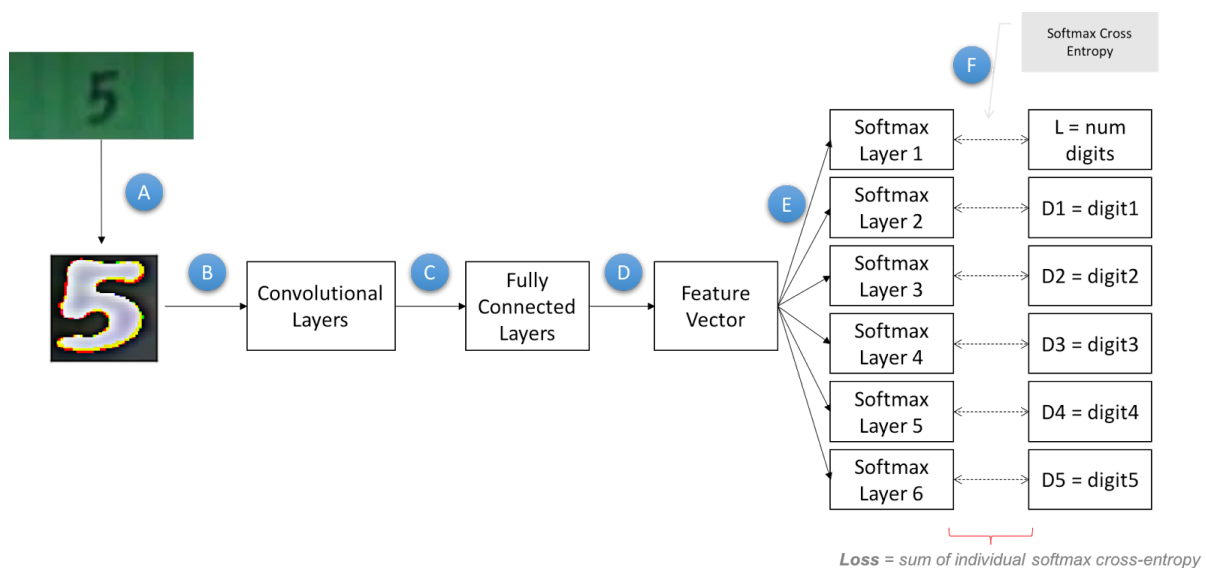 Softmax Cross
Entropy
F
5
A
Softmax
Layer 1
L = num
digits
E
Softmax
Layer 2
D1 = digit1
5
B
Convolutional
Layers
C
Fully
Connected
Layers
D
Feature
Vector
Softmax
Layer 3
D2 = digit2
Softmax
Layer 4
D3 = digit3
Softmax
Layer 5
D4 = digit4
Softmax
Layer 6
D5 = digit5
Loss = sum of individual softmax cross-entropy